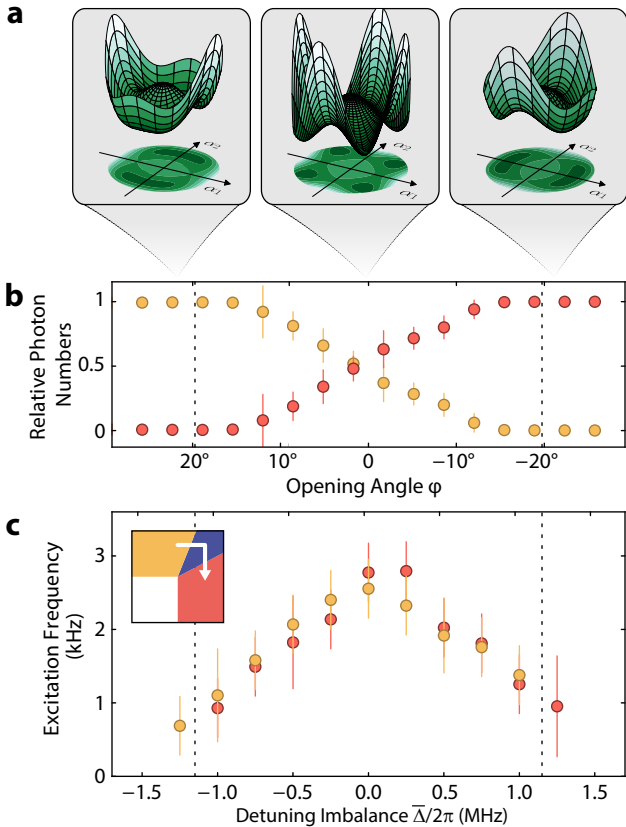 a
α2
α1
α2
α1
α2
α1
b
Relative Photon
Numbers
1
0.5
0
20°
10°
0
−10°
−20°
Opening Angle φ
c
Excitation Frequency
(kHz)
3
2
1
0
−1.5
−1.0
−0.5
0.0
0.5
1.0
1.5
Detuning Imbalance Δ̅/2π (MHz)